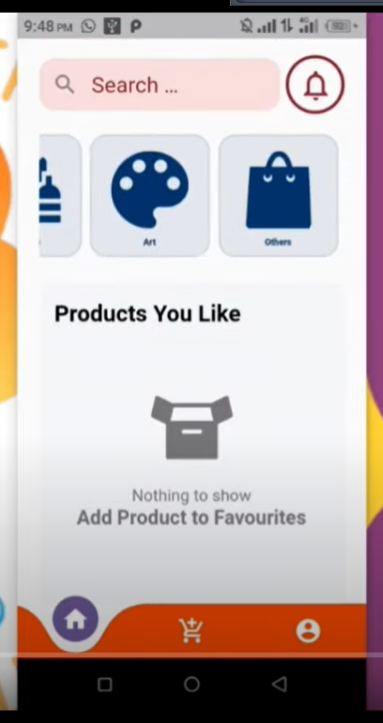 9:48 PM
Search ...
Art
Others
Products You Like
Nothing to show
Add Product to Favourites